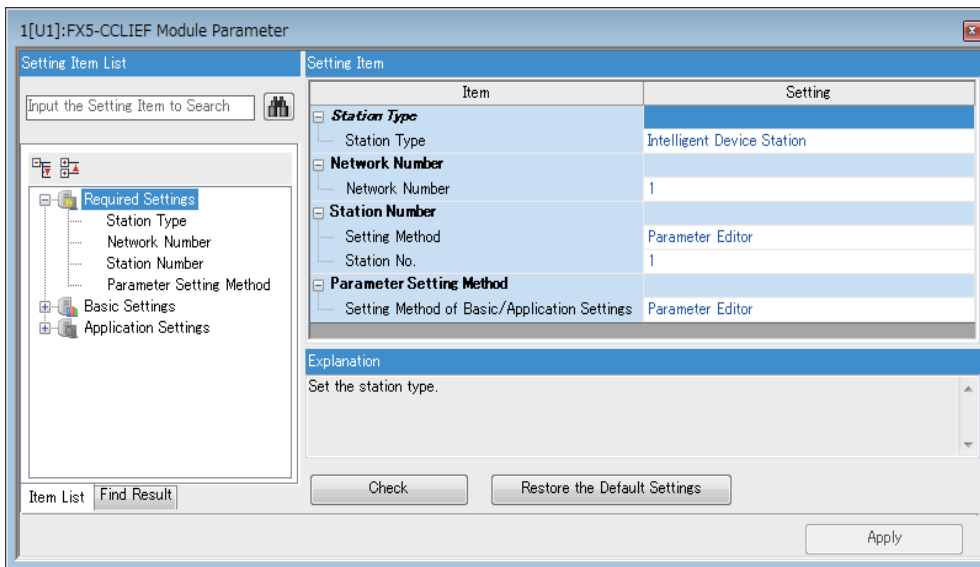 1[U1]:FX5-CCLIEF Module Parameter
Setting Item List
Input the Setting Item to Search
Required Settings
Station Type
Network Number
Station Number
Parameter Setting Method
Basic Settings
Application Settings
Item List
Find Result
Setting Item
Item Setting
Station Type
Station Type Intelligent Device Station
Network Number
Network Number 1
Station Number
Setting Method Parameter Editor
Station No. 1
Parameter Setting Method
Setting Method of Basic/Application Settings Parameter Editor
Explanation
Set the station type.
Check
Restore the Default Settings
Apply